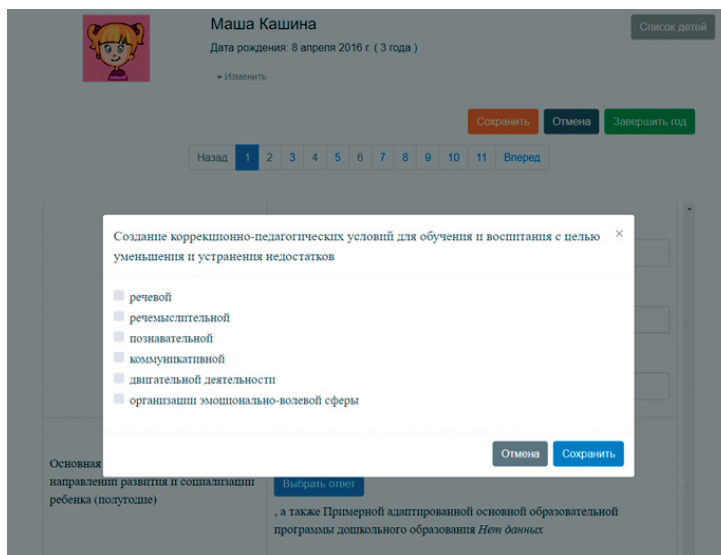 Маша Кашина
Список детей
Дата рождения: 8 апреля 2016 г. ( 3 года )
Изменить
Сохранить Отмена Завершить год
Назад 1 2 3 4 5 6 7 8 9 10 11 Вперед
Создание коррекционно-педагогических условий для обучения и воспитания с целью ×
уменьшения и устранения недостатков
речевой
речемыслительной
познавательной
коммуникативной
двигательной деятельности
организации эмоционально-волевой сферы
Отмена Сохранить
Основная
направлении развития и социализации
ребенка (полугодие)
Выбрать ответ
, а также Примерной адаптированной основной образовательной
программы дошкольного образования Нет данных